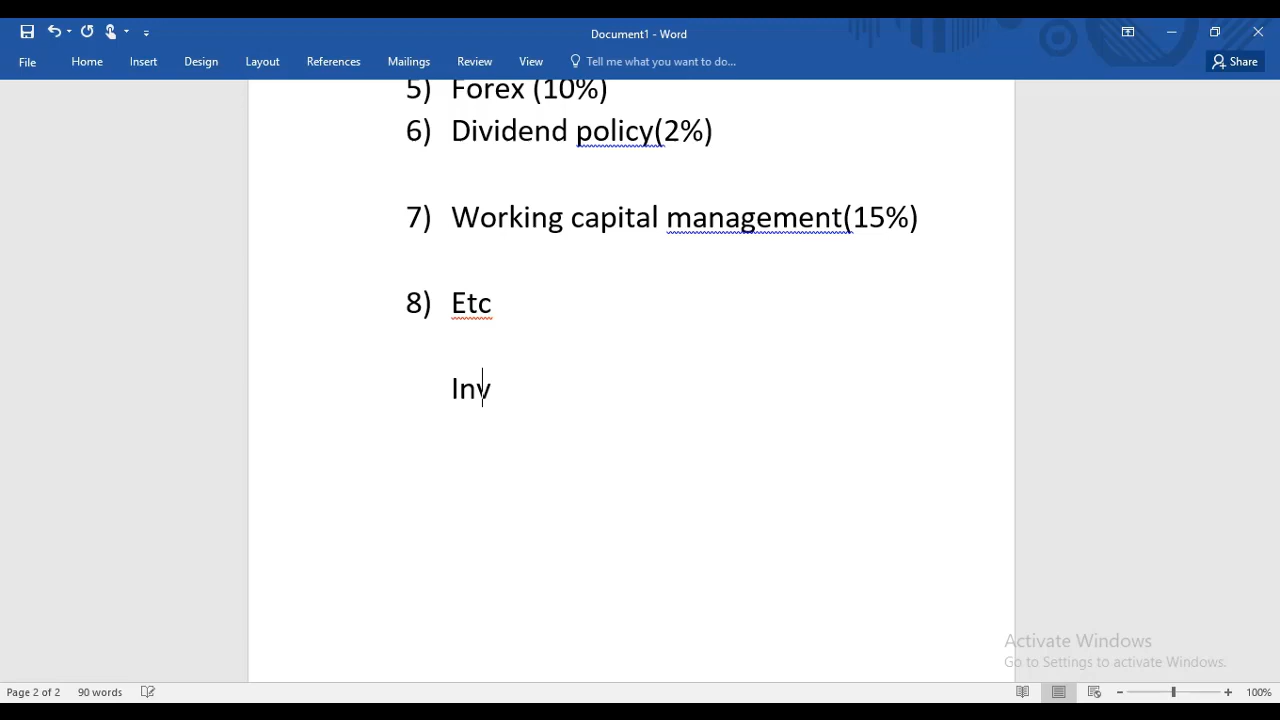 Document1 - Word
File Home Insert Design Layout References Mailings Review View Tell me what you want to do... Share
5) Forex (10%)
6) Dividend policy(2%)
7) Working capital management(15%)
8) Etc
Inv
Activate Windows
Go to Settings to activate Windows.
Page 2 of 2 90 words 100%